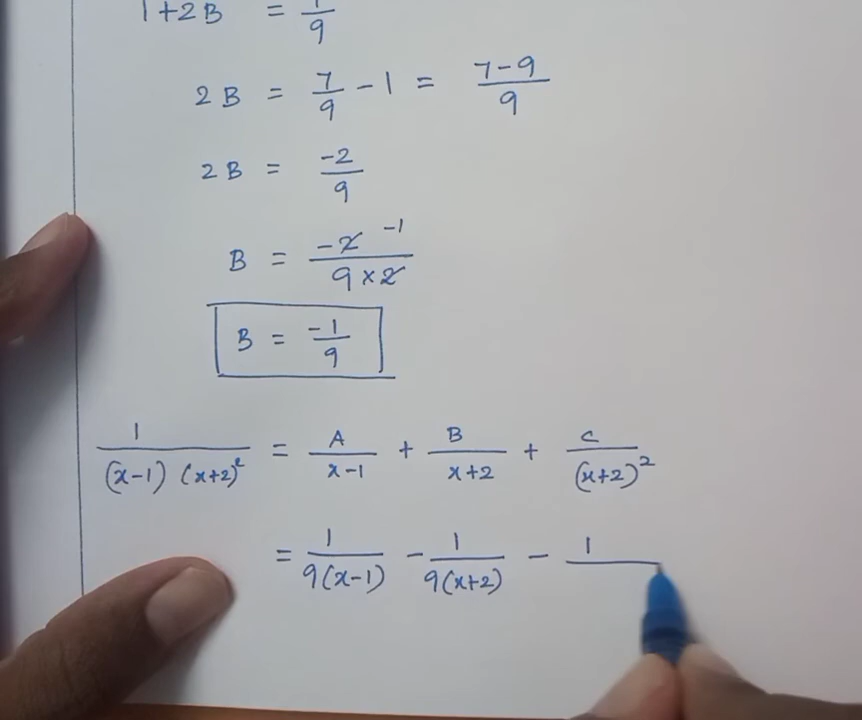 1+2B = /9
2B = 7/9 - 1 = 7-9/9
2B = -2/9
B = -2 -1/9×2
B = -1/9
1/(x-1) (x+2)² = A/x-1 + B/x+2 + C/(x+2)²
= 1/9(x-1) - 1/9(x+2) - 1/